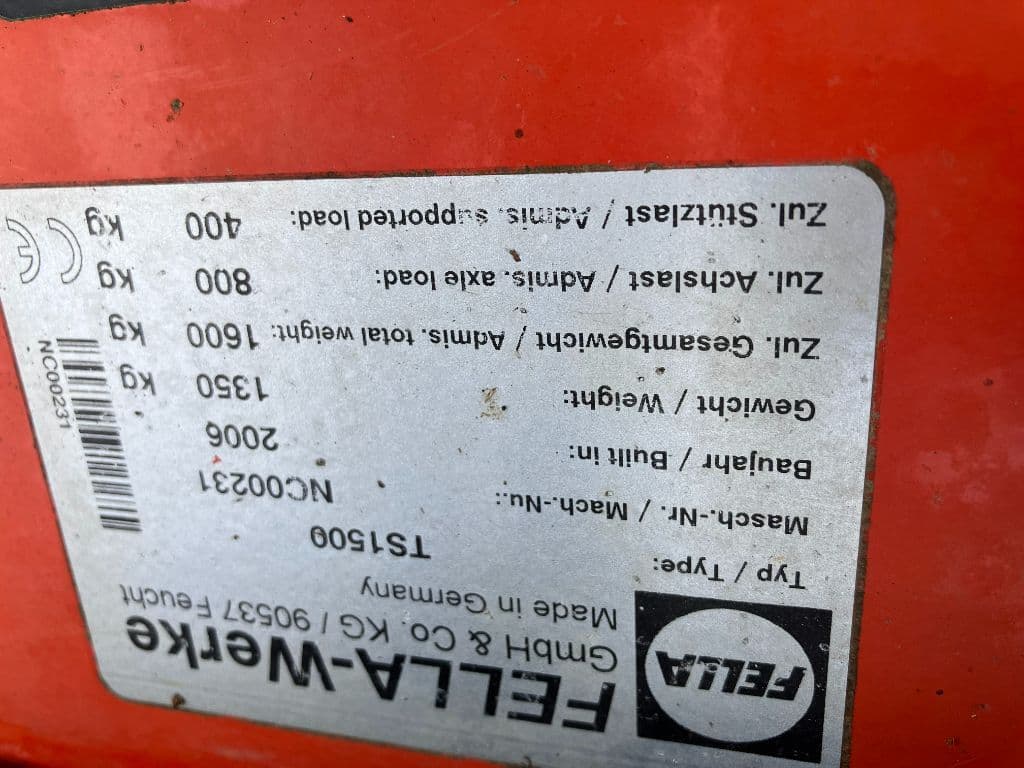 FELLA
FELLA-Werke
GmbH & Co. KG / 90537 Feucht
Made in Germany
Typ / Type: TS1500
Masch.-Nr. / Mach.-Nu.: NC00231
Baujahr / Built in: 2006
Gewicht / Weight: 1350 kg
Zul. Gesamtgewicht / Admis. total weight: 1600 kg
Zul. Achslast / Admis. axle load: 800 kg
Zul. Stützlast / Admis. supported load: 400 kg
NC00231
CE